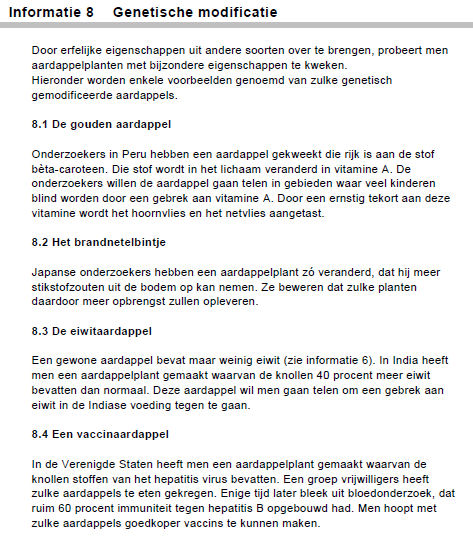 Informatie 8 Genetische modificatie
Door erfelijke eigenschappen uit andere soorten over te brengen, probeert men
aardappelplanten met bijzondere eigenschappen te kweken.
Hieronder worden enkele voorbeelden genoemd van zulke genetisch
gemodificeerde aardappels.
8.1 De gouden aardappel
Onderzoekers in Peru hebben een aardappel gekweekt die rijk is aan de stof
bèta-caroteen. Die stof wordt in het lichaam veranderd in vitamine A. De
onderzoekers willen de aardappel gaan telen in gebieden waar veel kinderen
blind worden door een gebrek aan vitamine A. Door een ernstig tekort aan deze
vitamine wordt het hoornvlies en het netvlies aangetast.
8.2 Het brandnetelbintje
Japanse onderzoekers hebben een aardappelplant zó veranderd, dat hij meer
stikstofzouten uit de bodem op kan nemen. Ze beweren dat zulke planten
daardoor meer opbrengst zullen opleveren.
8.3 De eiwitaardappel
Een gewone aardappel bevat maar weinig eiwit (zie informatie 6). In India heeft
men een aardappelplant gemaakt waarvan de knollen 40 procent meer eiwit
bevatten dan normaal. Deze aardappel wil men gaan telen om een gebrek aan
eiwit in de Indiase voeding tegen te gaan.
8.4 Een vaccinaardappel
In de Verenigde Staten heeft men een aardappelplant gemaakt waarvan de
knollen stoffen van het hepatitis virus bevatten. Een groep vrijwilligers heeft
zulke aardappels te eten gekregen. Enige tijd later bleek uit bloedonderzoek, dat
ruim 60 procent immuniteit tegen hepatitis B opgebouwd had. Men hoopt met
zulke aardappels goedkoper vaccins te kunnen maken.